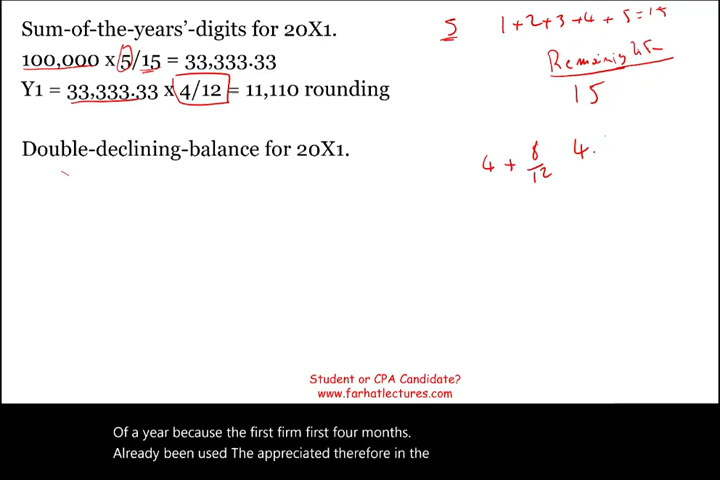 Sum-of-the-years'-digits for 20X1.
5 1+2+3+4+5=15
100,000 x 5/15 = 33,333.33
Remaining life
15
Y1 = 33,333.33 x 4/12 = 11,110 rounding
Double-declining-balance for 20X1.
4 + 8/12 4.
Student or CPA Candidate?
www.farhatlectures.com
Of a year because the first firm first four months.
Already been used The appreciated therefore in the